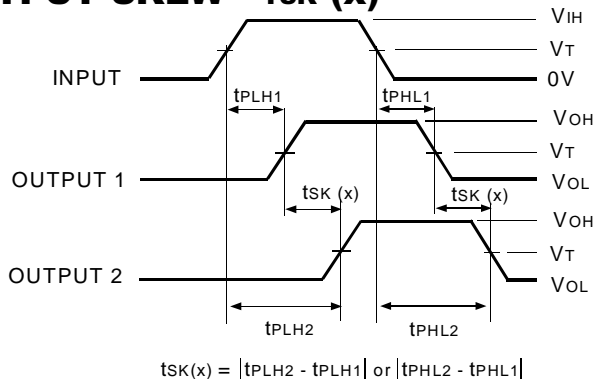 TPUT SKEW - tSK (x)
VIH
VT
INPUT
0V
tPLH1
tPHL1
VOH
VT
OUTPUT 1
VOL
tSK (x)
tSK (x)
VOH
VT
OUTPUT 2
VOL
tPLH2
tPHL2
tSK(x) = |tPLH2 - tPLH1| or |tPHL2 - tPHL1|